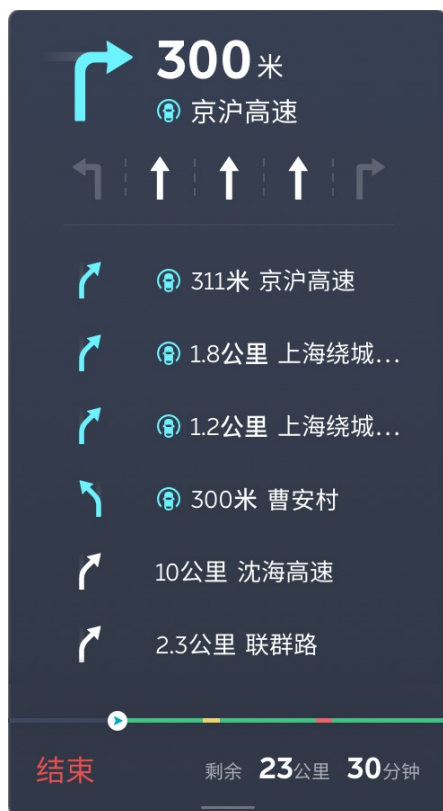 300米
京沪高速
311米 京沪高速
1.8公里 上海绕城...
1.2公里 上海绕城...
300米 曹安村
10公里 沈海高速
2.3公里 联群路
结束 剩余 23公里 30分钟